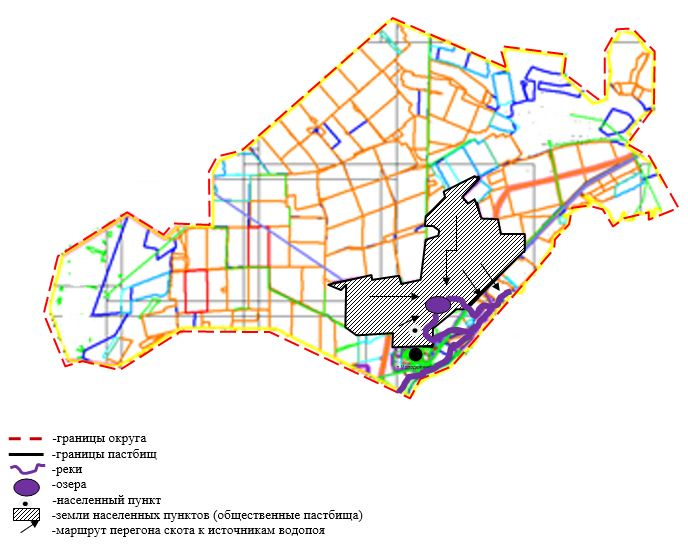 -границы округа
-границы пастбищ
-реки
-озера
-населенный пункт
-земли населенных пунктов (общественные пастбища)
-маршрут перегона скота к источникам водопоя